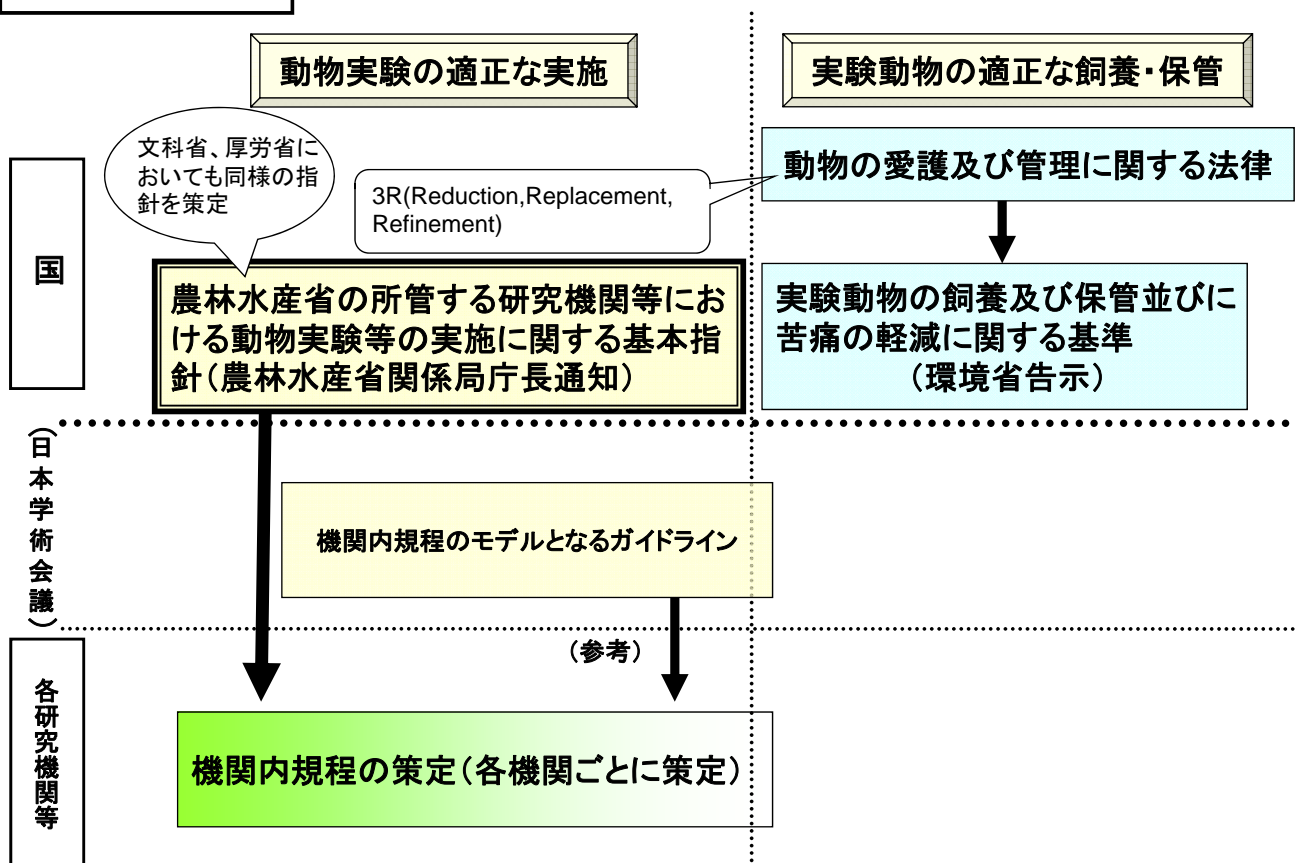 動物実験の適正な実施
実験動物の適正な飼養・保管
文科省、厚労省に
おいても同様の指
針を策定
3R(Reduction,Replacement,
Refinement)
動物の愛護及び管理に関する法律
国
農林水産省の所管する研究機関等にお
ける動物実験等の実施に関する基本指
針(農林水産省関係局庁長通知)
実験動物の飼養及び保管並びに
苦痛の軽減に関する基準
(環境省告示)
(日本学術会議)
機関内規程のモデルとなるガイドライン
(参考)
各研究機関等
機関内規程の策定(各機関ごとに策定)